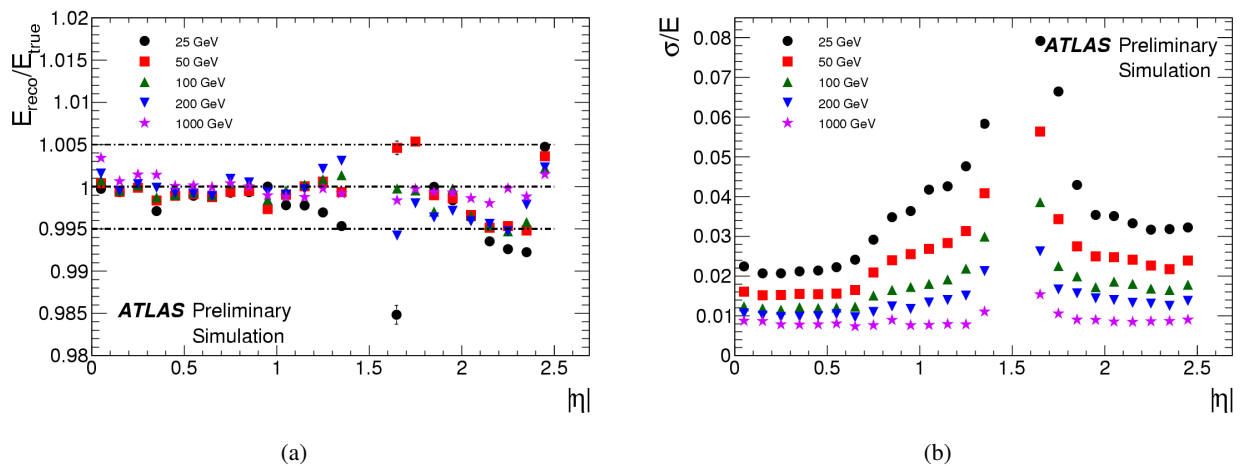 E_reco/E_true
1.02
1.015
1.01
1.005
1
0.995
0.99
0.985
0.98
25 GeV
50 GeV
100 GeV
200 GeV
1000 GeV
ATLAS Preliminary
Simulation
0 0.5 1 1.5 2 2.5
|η|
(a)
σ/E
0.08
0.07
0.06
0.05
0.04
0.03
0.02
0.01
0
25 GeV
50 GeV
100 GeV
200 GeV
1000 GeV
ATLAS Preliminary
Simulation
0 0.5 1 1.5 2 2.5
|η|
(b)